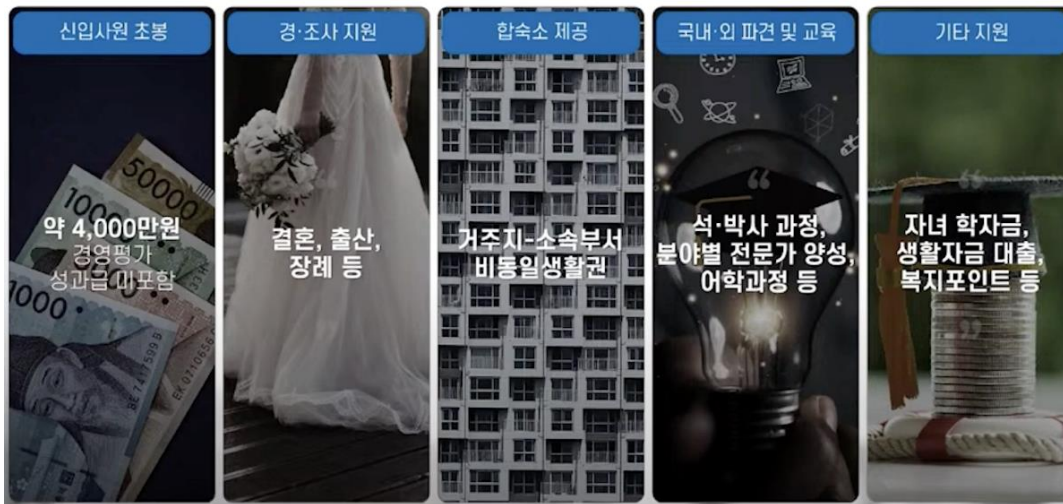 신입사원 초봉
약 4,000만원
경영평가
성과급 미포함
50000
1000
1000
BE 7417599 B
경·조사 지원
결혼, 출산,
장례 등
합숙소 제공
거주지-소속부서
비동일생활권
국내·외 파견 및 교육
석·박사 과정,
분야별 전문가 양성,
어학과정 등
기타 지원
자녀 학자금,
생활자금 대출,
복지포인트 등